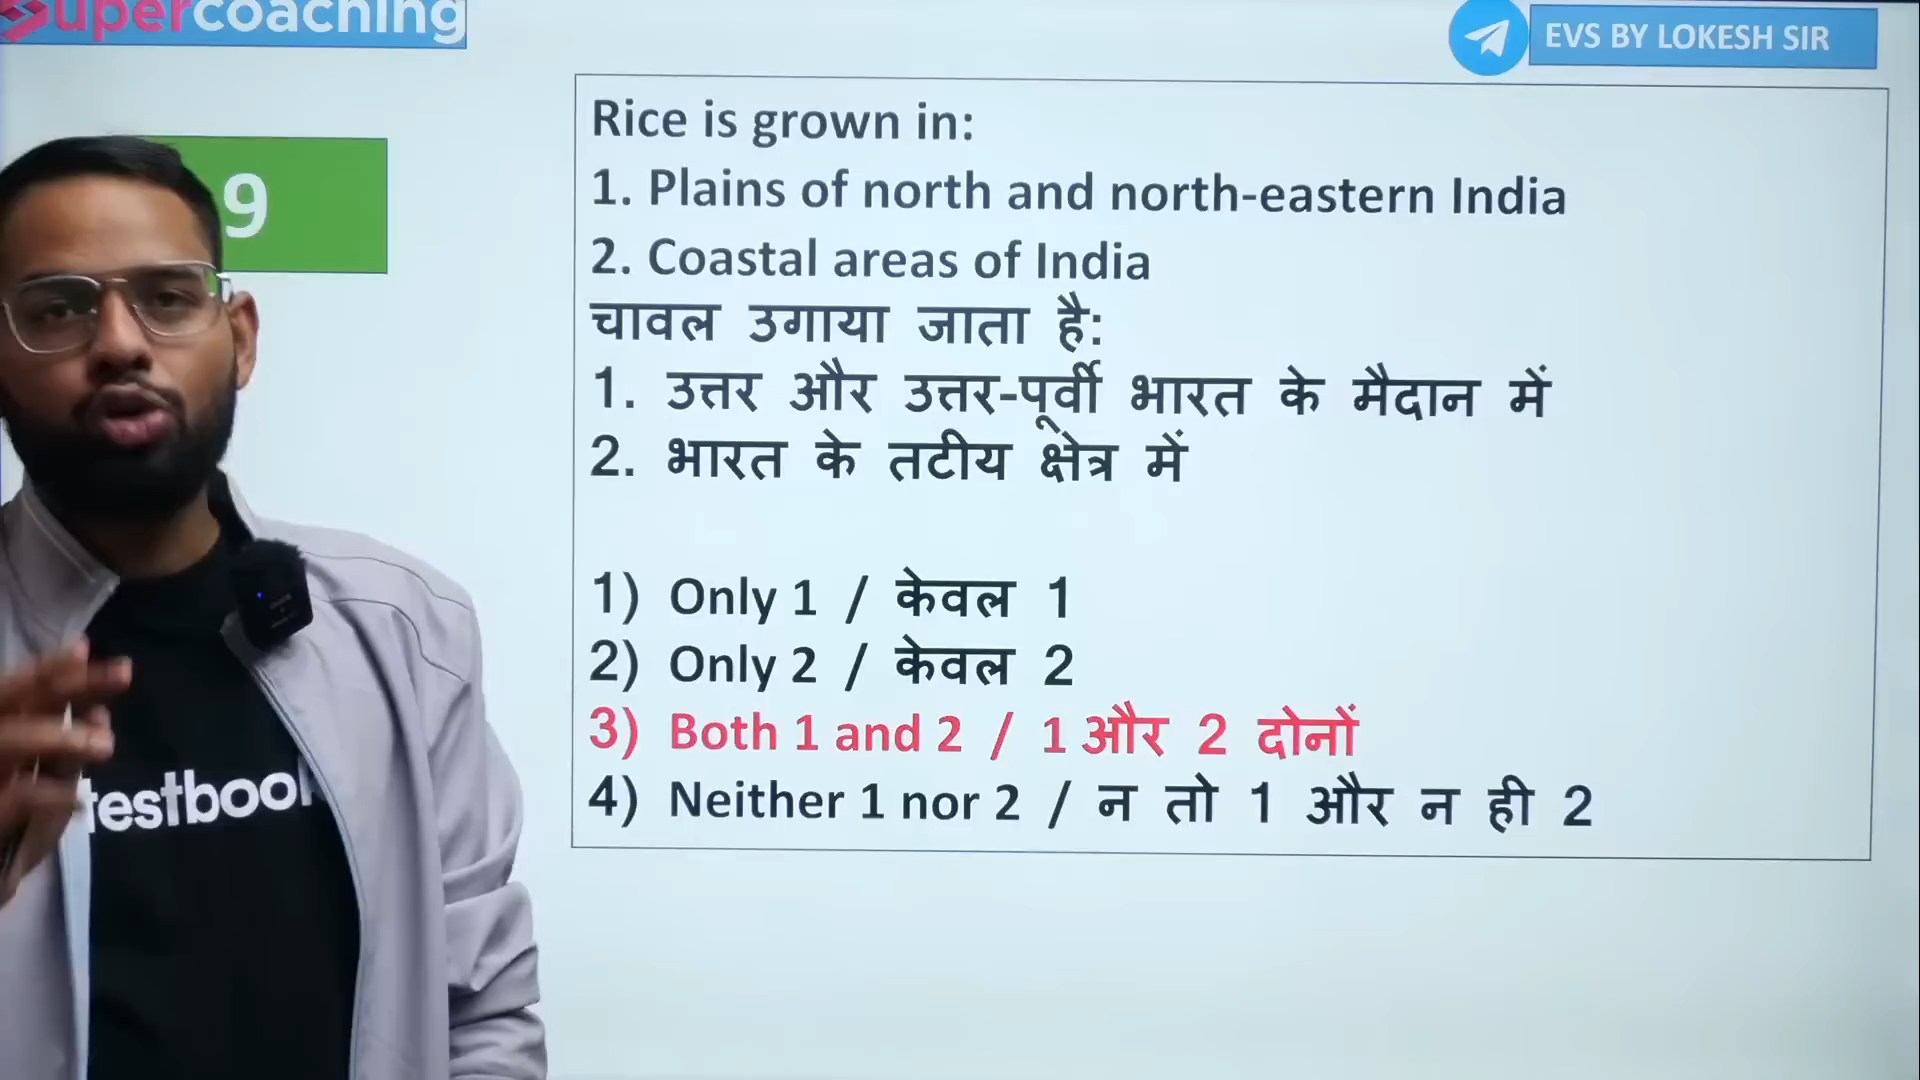 supercoaching
EVS BY LOKESH SIR
9
Rice is grown in:
1. Plains of north and north-eastern India
2. Coastal areas of India
चावल उगाया जाता है:
1. उत्तर और उत्तर-पूर्वी भारत के मैदान में
2. भारत के तटीय क्षेत्र में
1) Only 1 / केवल 1
2) Only 2 / केवल 2
3) Both 1 and 2 / 1 और 2 दोनों
4) Neither 1 nor 2 / न तो 1 और न ही 2
testbook